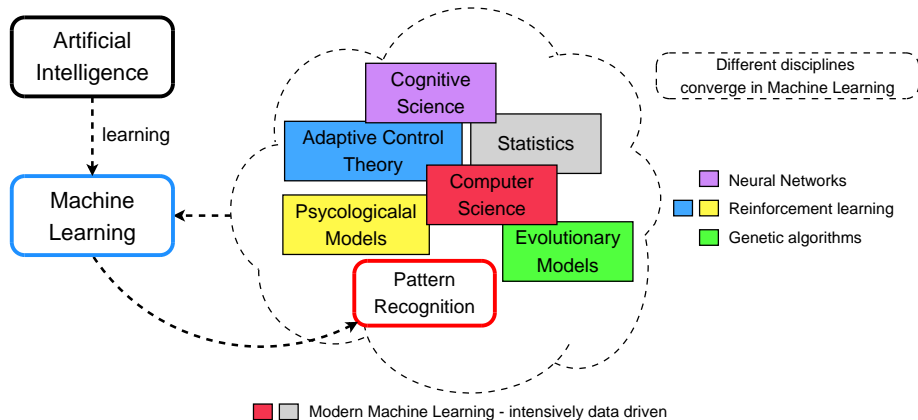 Artificial
Intelligence
learning
Machine
Learning
Cognitive
Science
Adaptive Control
Theory
Statistics
Computer
Science
Psycologicalal
Models
Evolutionary
Models
Pattern
Recognition
Different disciplines
converge in Machine Learning
Neural Networks
Reinforcement learning
Genetic algorithms
Modern Machine Learning - intensively data driven